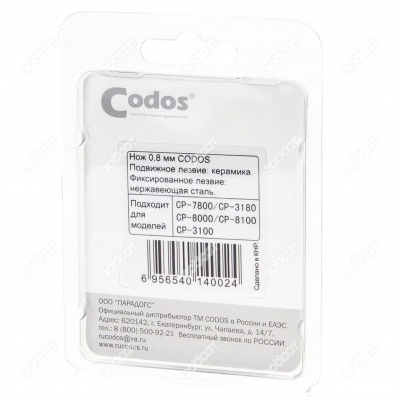 Codos®
Нож 0.8 мм CODOS
Подвижное лезвие: керамика.
Фиксированное лезвие:
нержавеющая сталь.
Подходит для моделей
CP-7800/CP-3180
CP-8000/CP-8100
CP-3100
6 956540 140024
Сделано в КНР
ООО "ПАРАДОГС"
Официальный дистрибьютор ТМ CODOS в России и ЕАЭС.
Адрес: 620142, г. Екатеринбург, ул. Чапаева, д. 14/7,
т. 8 (800) 500-92-21 бесплатный звонок по РОССИИ.
rucodos@ya.ru
www.rucodos.ru